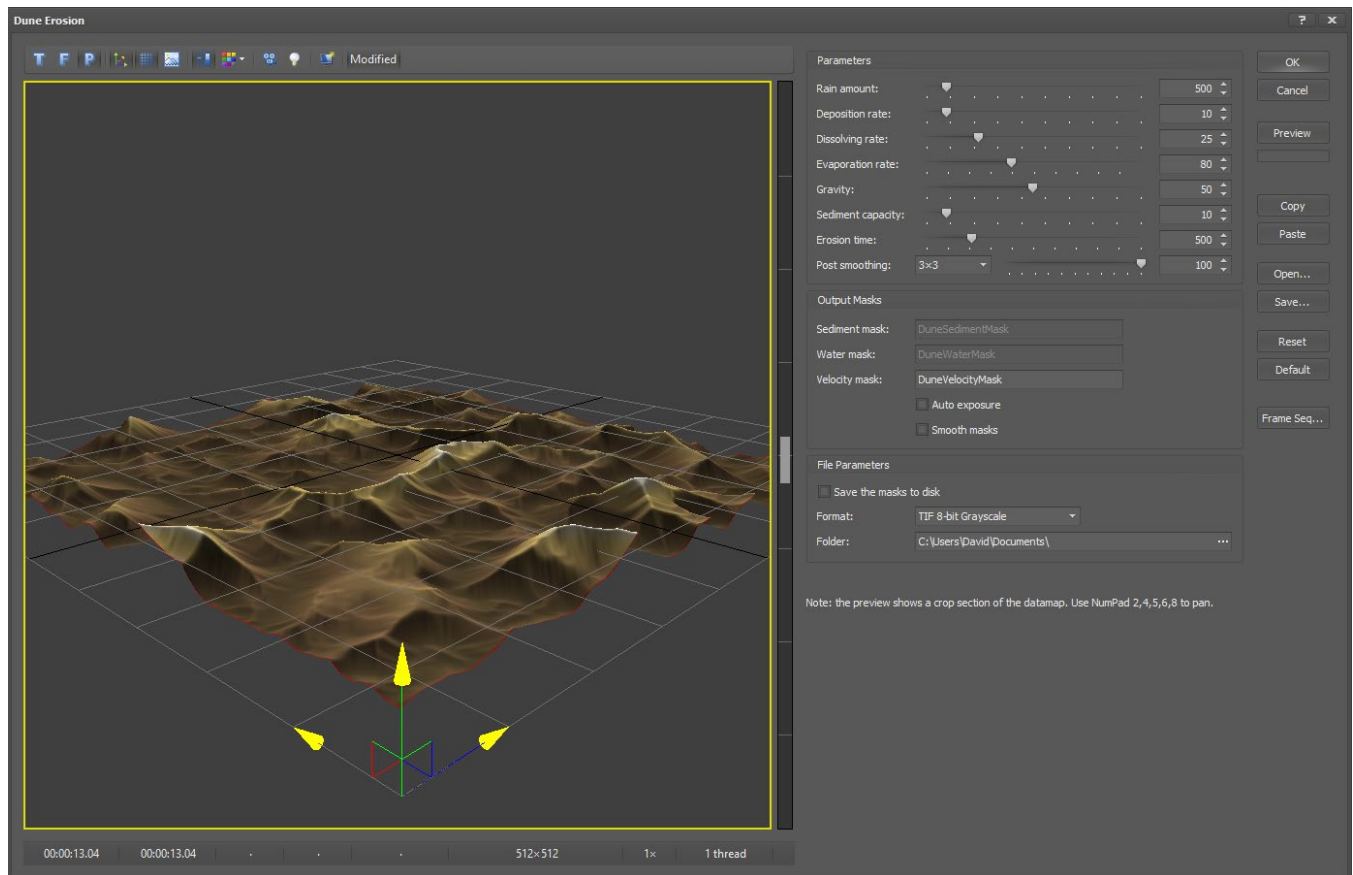 Dune Erosion
? x
T F P Modified
Parameters
Rain amount: 500
Deposition rate: 10
Dissolving rate: 25
Evaporation rate: 80
Gravity: 50
Sediment capacity: 10
Erosion time: 500
Post smoothing: 3×3 100
Output Masks
Sediment mask: DuneSedimentMask
Water mask: DuneWaterMask
Velocity mask: DuneVelocityMask
Auto exposure
Smooth masks
File Parameters
Save the masks to disk
Format: TIF 8-bit Grayscale
Folder: C:\Users\David\Documents\ ...
Note: the preview shows a crop section of the datamap. Use NumPad 2,4,5,6,8 to pan.
OK
Cancel
Preview
Copy
Paste
Open...
Save...
Reset
Default
Frame Seq...
00:00:13.04 00:00:13.04 . . . 512×512 1× 1 thread